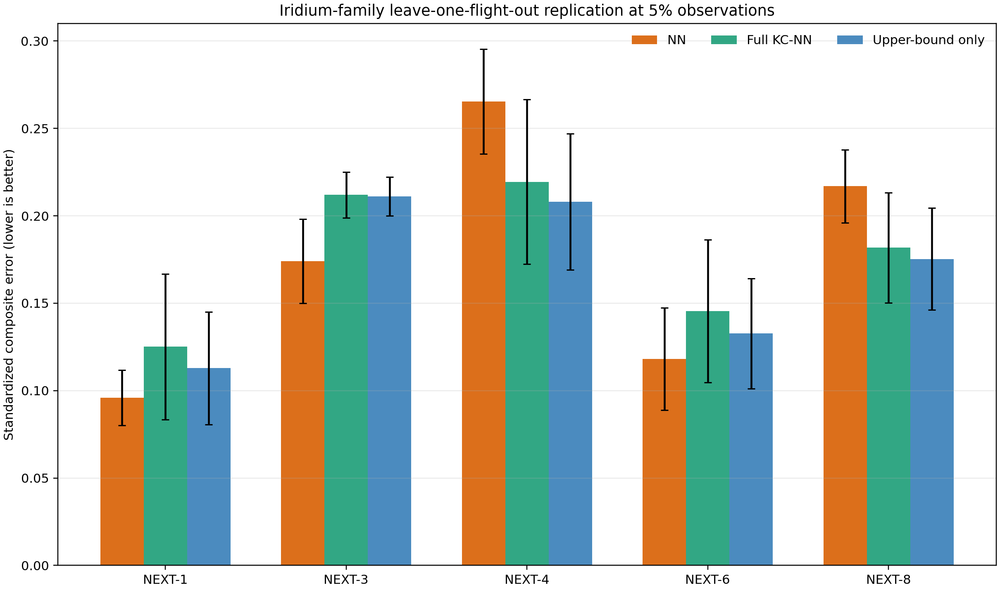 Iridium-family leave-one-flight-out replication at 5% observations
NN
Full KC-NN
Upper-bound only
Standardized composite error (lower is better)
0.30
0.25
0.20
0.15
0.10
0.05
0.00
NEXT-1
NEXT-3
NEXT-4
NEXT-6
NEXT-8